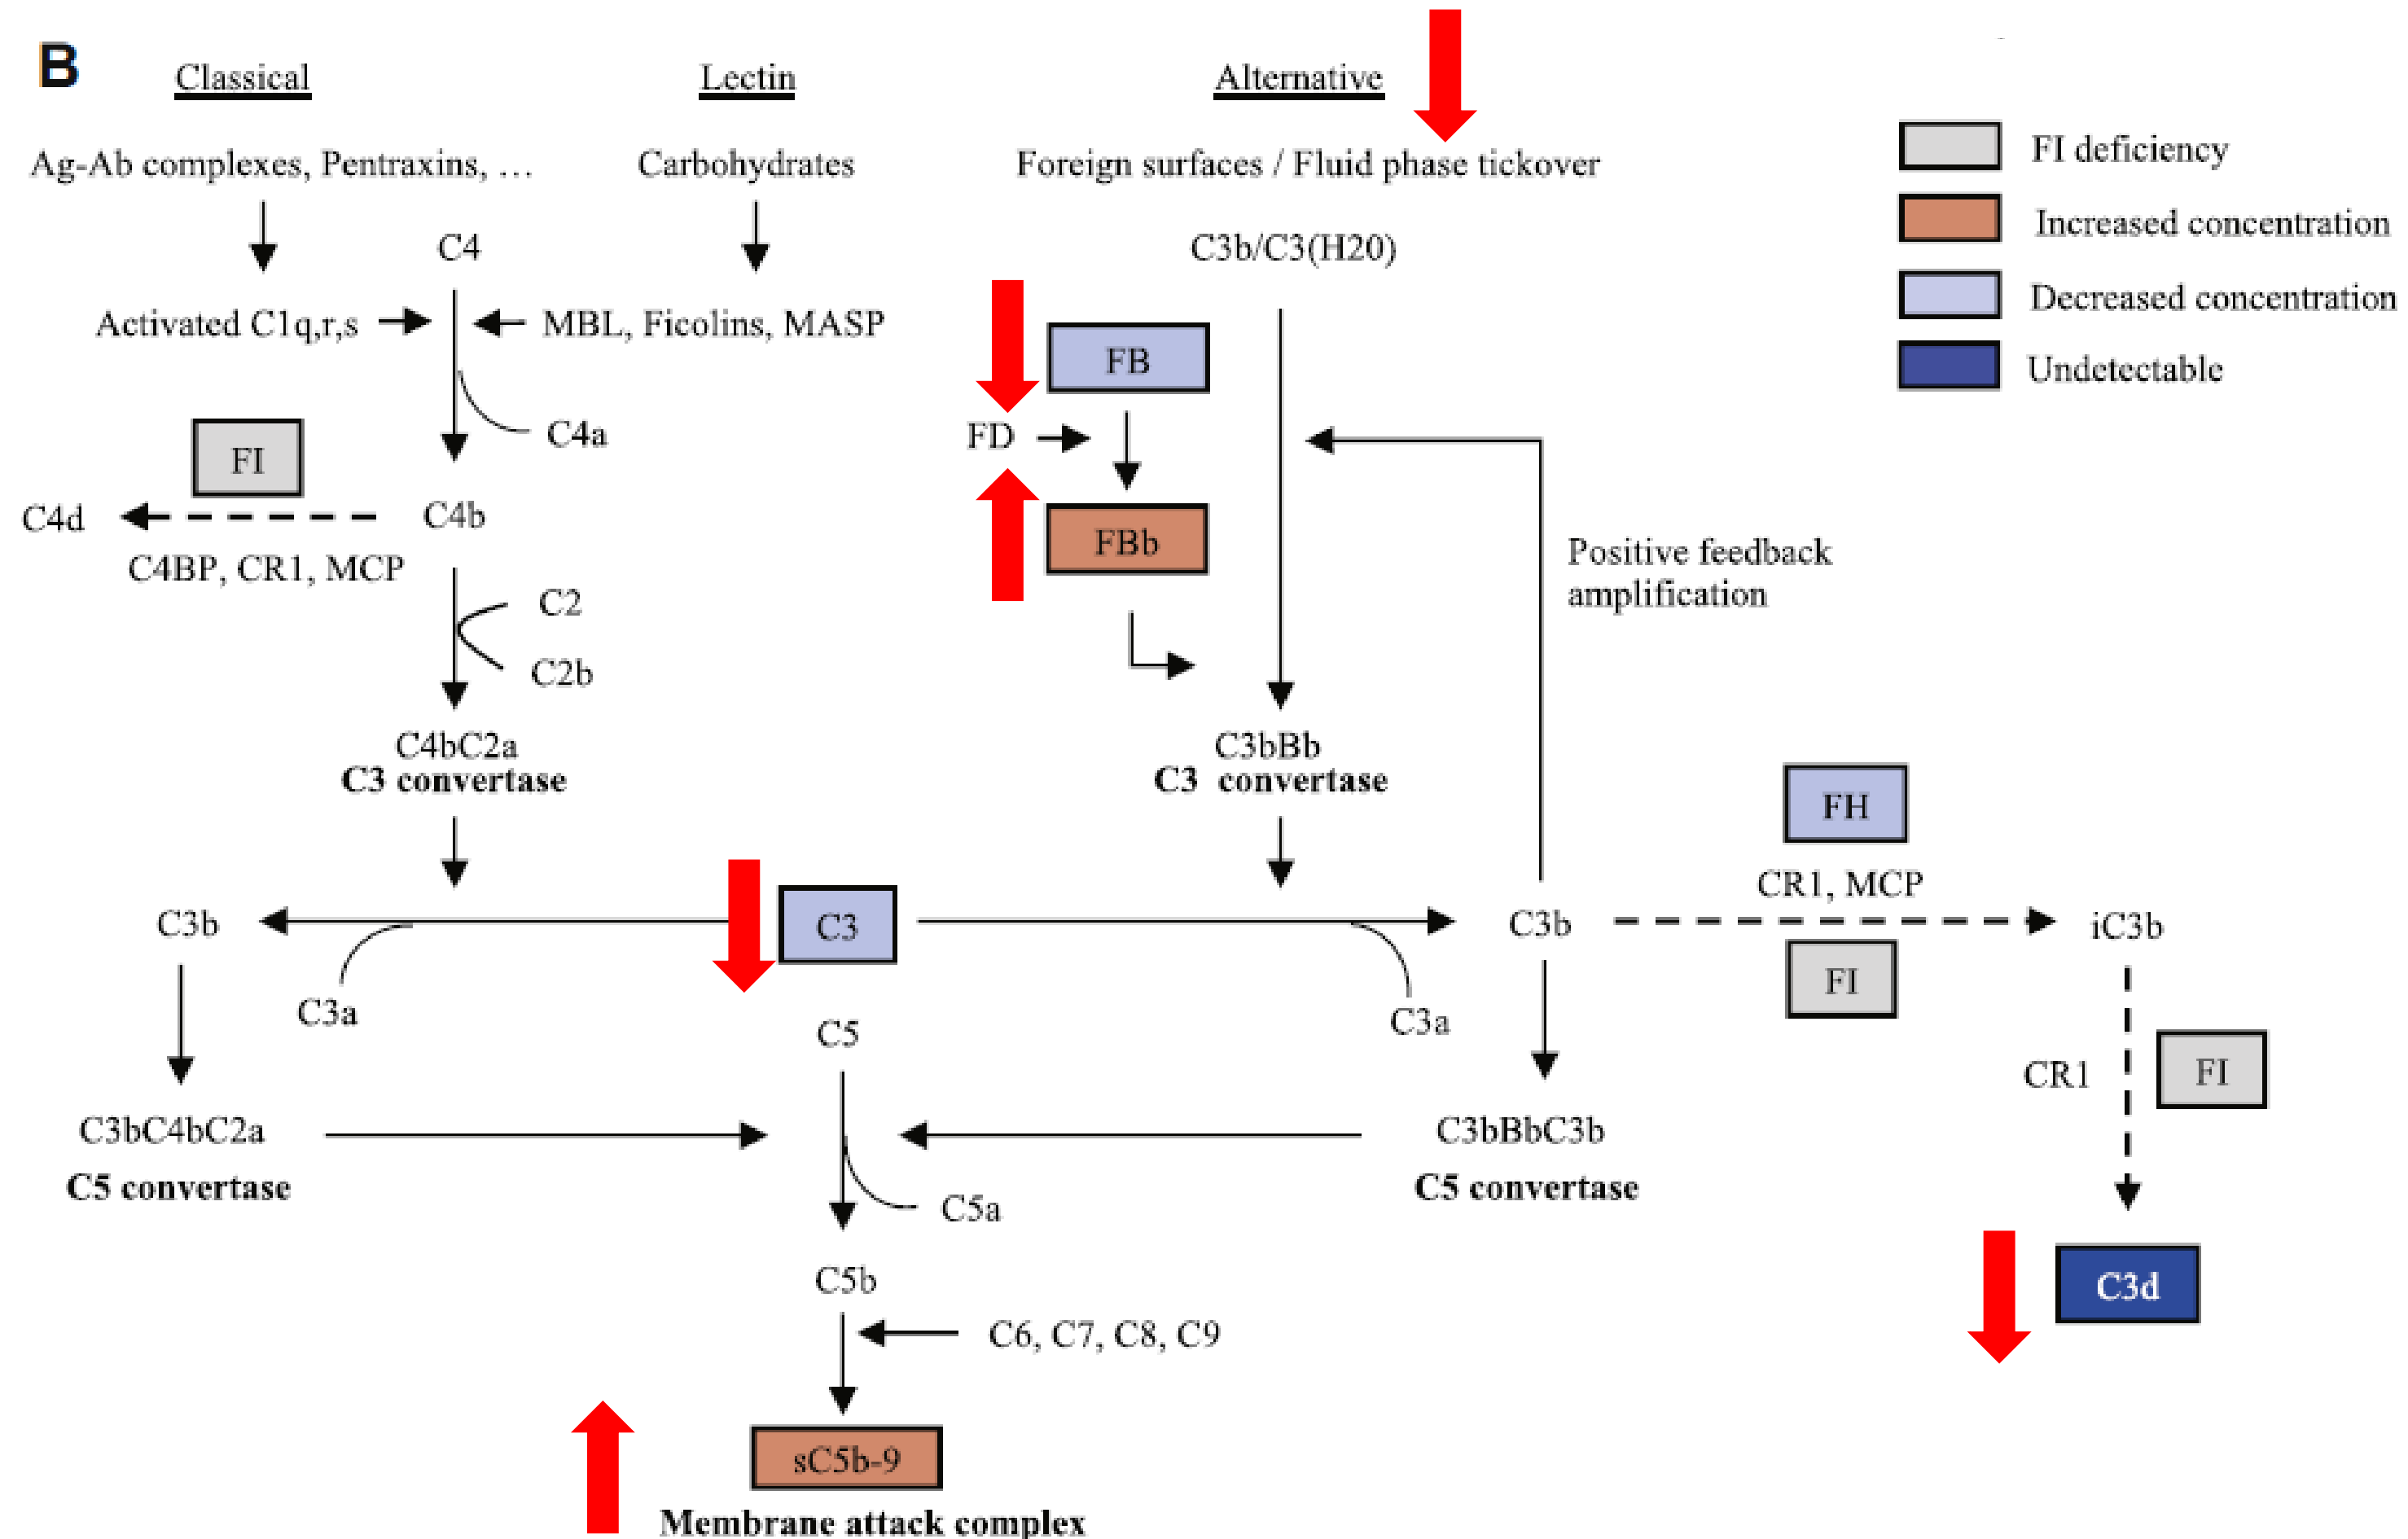 B
Classical
Lectin
Alternative
Ag-Ab complexes, Pentraxins, …
Carbohydrates
Foreign surfaces / Fluid phase tickover
FI deficiency
Increased concentration
Decreased concentration
Undetectable
C4
C3b/C3(H20)
Activated C1q,r,s
MBL, Ficolins, MASP
FB
C4a
FD
FI
C4d
C4b
FBb
C4BP, CR1, MCP
Positive feedback
amplification
C2
C2b
C4bC2a
C3 convertase
C3bBb
C3 convertase
FH
CR1, MCP
C3b
C3
C3b
iC3b
FI
C3a
C3a
C5
CR1
FI
C3bC4bC2a
C5 convertase
C3bBbC3b
C5 convertase
C5a
C5b
C3d
C6, C7, C8, C9
sC5b-9
Membrane attack complex